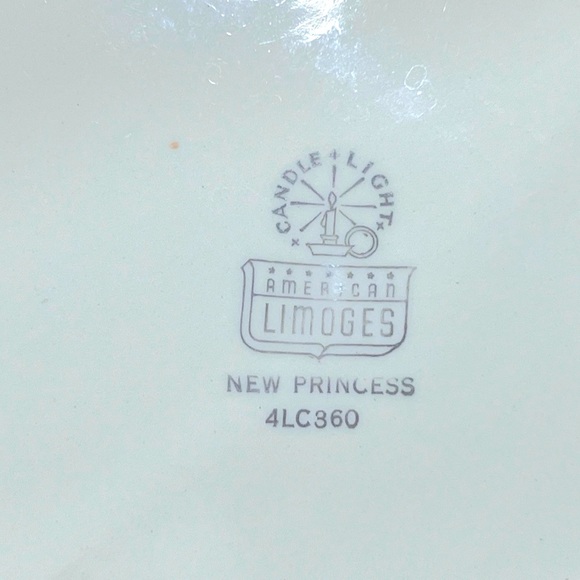 CANDLE + LIGHT
AMERICAN
LIMOGES
NEW PRINCESS
4LC360